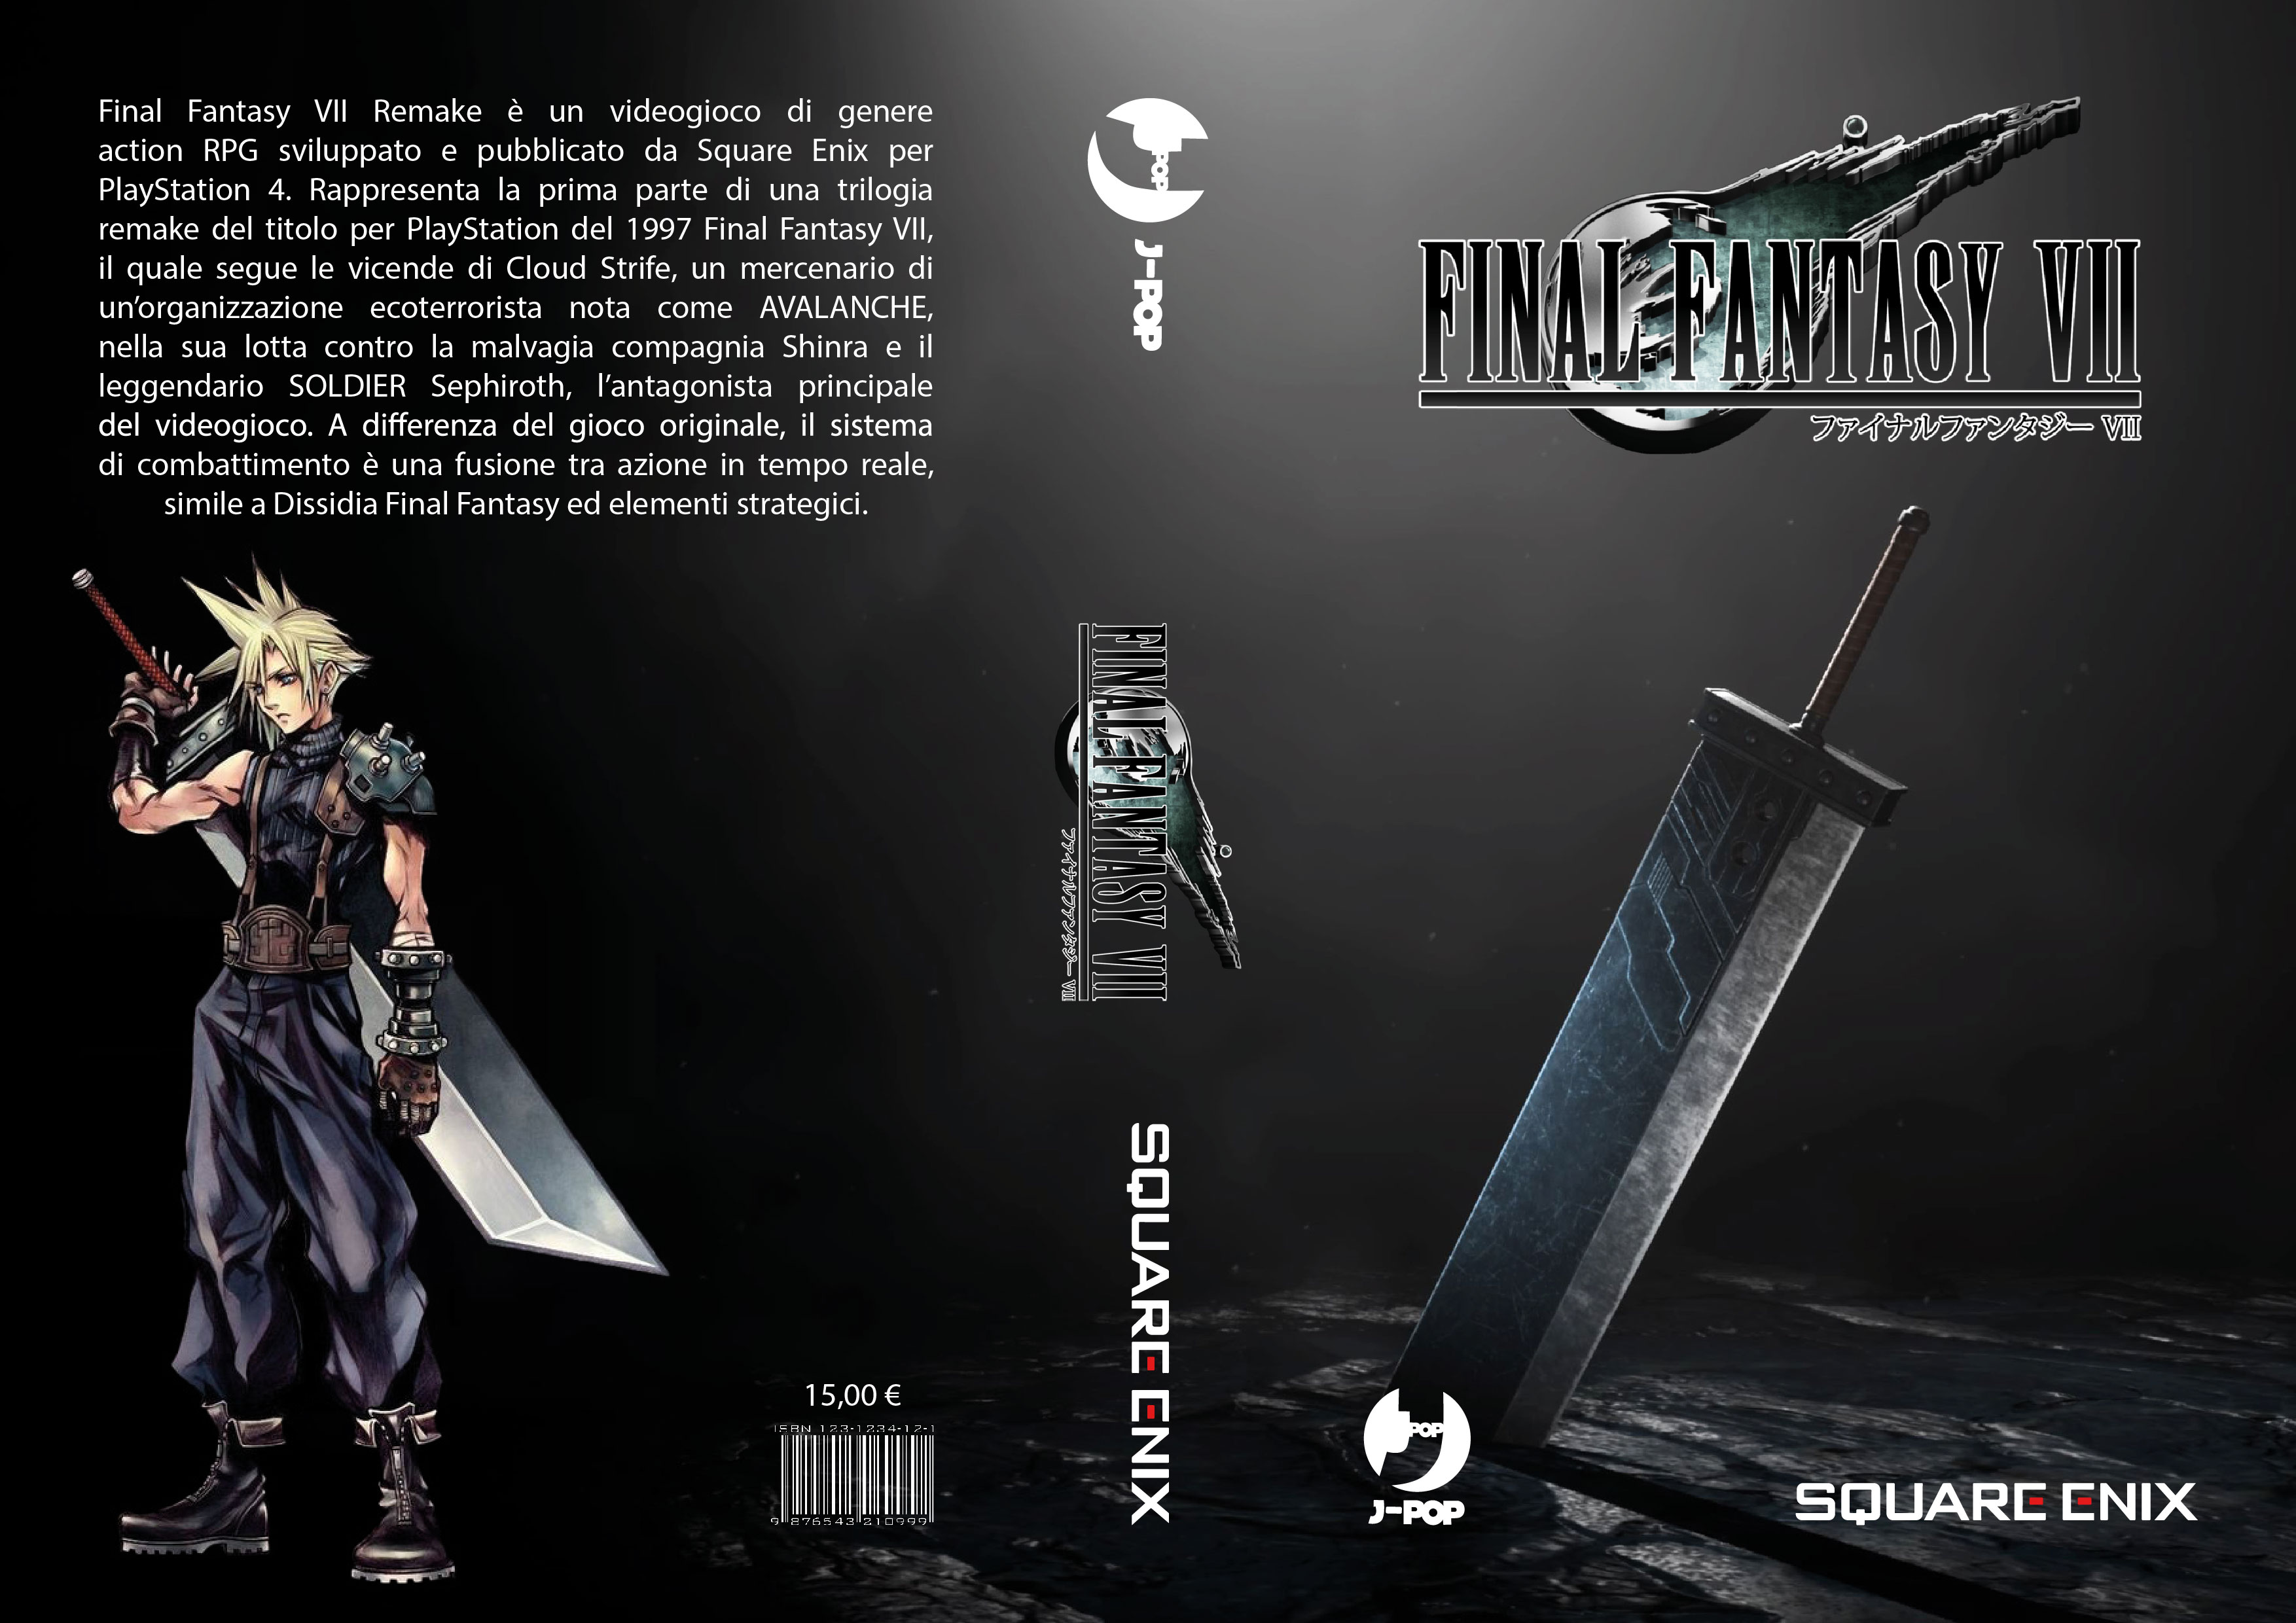 Final Fantasy VII Remake è un videogioco di genere
action RPG sviluppato e pubblicato da Square Enix per
PlayStation 4. Rappresenta la prima parte di una trilogia
remake del titolo per PlayStation del 1997 Final Fantasy VII,
il quale segue le vicende di Cloud Strife, un mercenario di
un’organizzazione ecoterrorista nota come AVALANCHE,
nella sua lotta contro la malvagia compagnia Shinra e il
leggendario SOLDIER Sephiroth, l’antagonista principale
del videogioco. A differenza del gioco originale, il sistema
di combattimento è una fusione tra azione in tempo reale,
simile a Dissidia Final Fantasy ed elementi strategici.
15,00 €
ISBN 123-1234-12-1
9 876543 210999
POP
J-POP
FINAL FANTASY VII
ファイナルファンタジー VII
SQUARE ENIX
FINAL FANTASY VII
ファイナルファンタジー VII
POP
J-POP
SQUARE ENIX